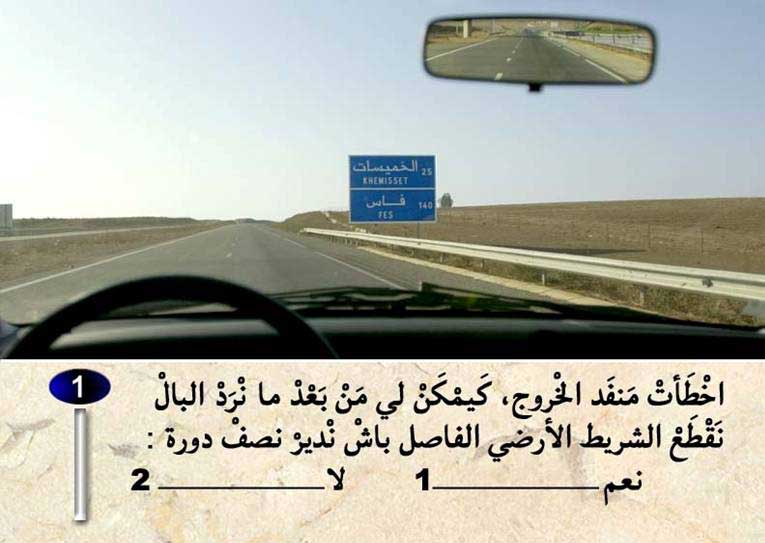 الخميسات 25
KHEMISSET
فاس 140
FES
1
اخْطَأتْ مَنفَد الخْروج، كَيمْكَنْ لي مَنْ بَعْدْ ما نْرَدْ البالْ
نَقْطَعْ الشريط الأرضي الفاصل باشْ نْديرْ نصفْ دورة :
نعم 1 لا 2